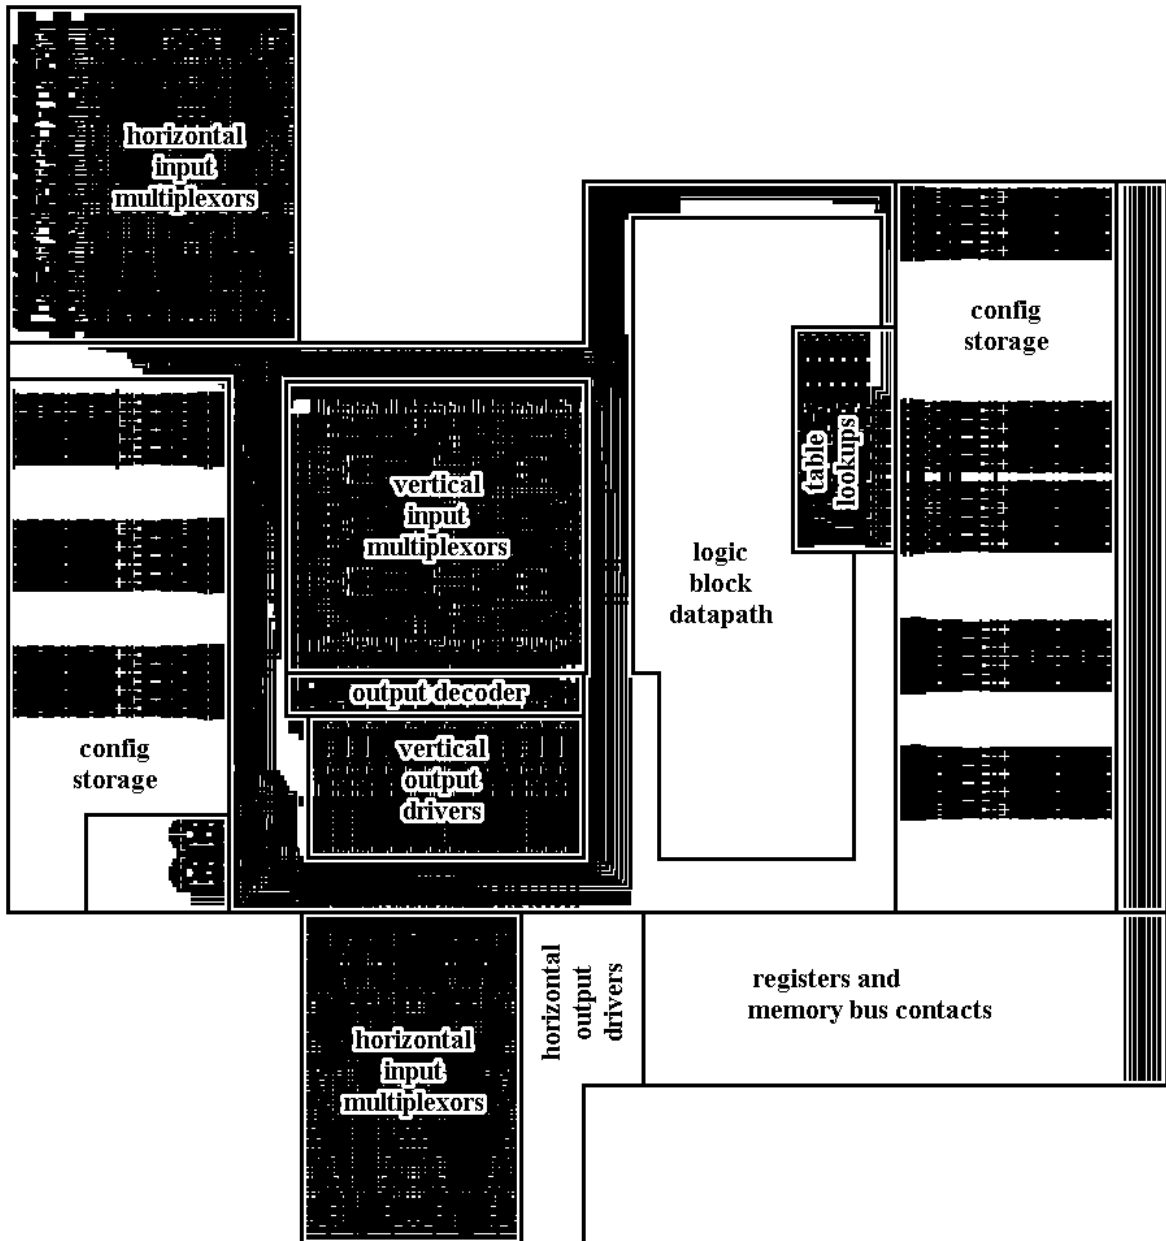 horizontal
input
multiplexors
config
storage
table
lookups
vertical
input
multiplexors
logic
block
datapath
output decoder
vertical
output
drivers
config
storage
horizontal
output
drivers
registers and
memory bus contacts
horizontal
input
multiplexors